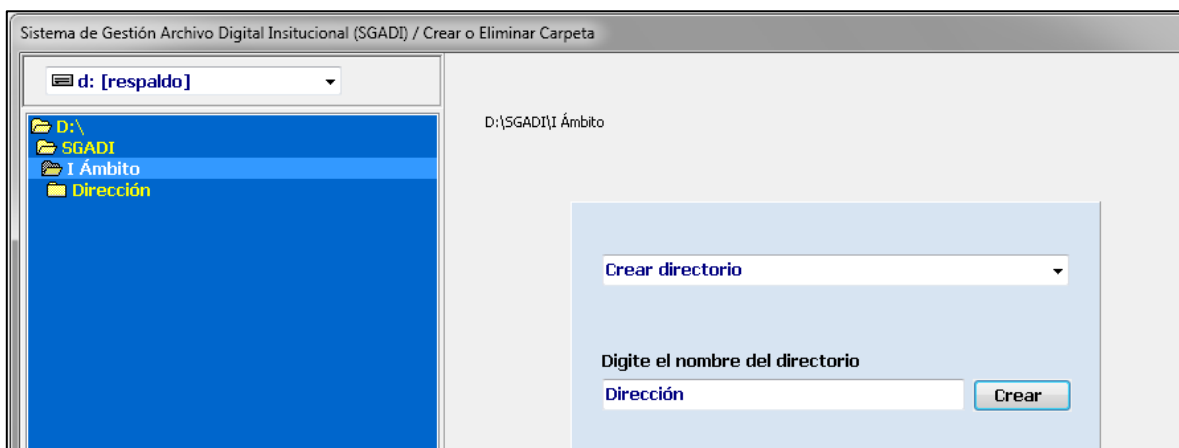 Sistema de Gestión Archivo Digital Insitucional (SGADI) / Crear o Eliminar Carpeta
d: [respaldo]
D:\
SGADI
I Ámbito
Dirección
D:\SGADI\I Ámbito
Crear directorio
Digite el nombre del directorio
Dirección
Crear